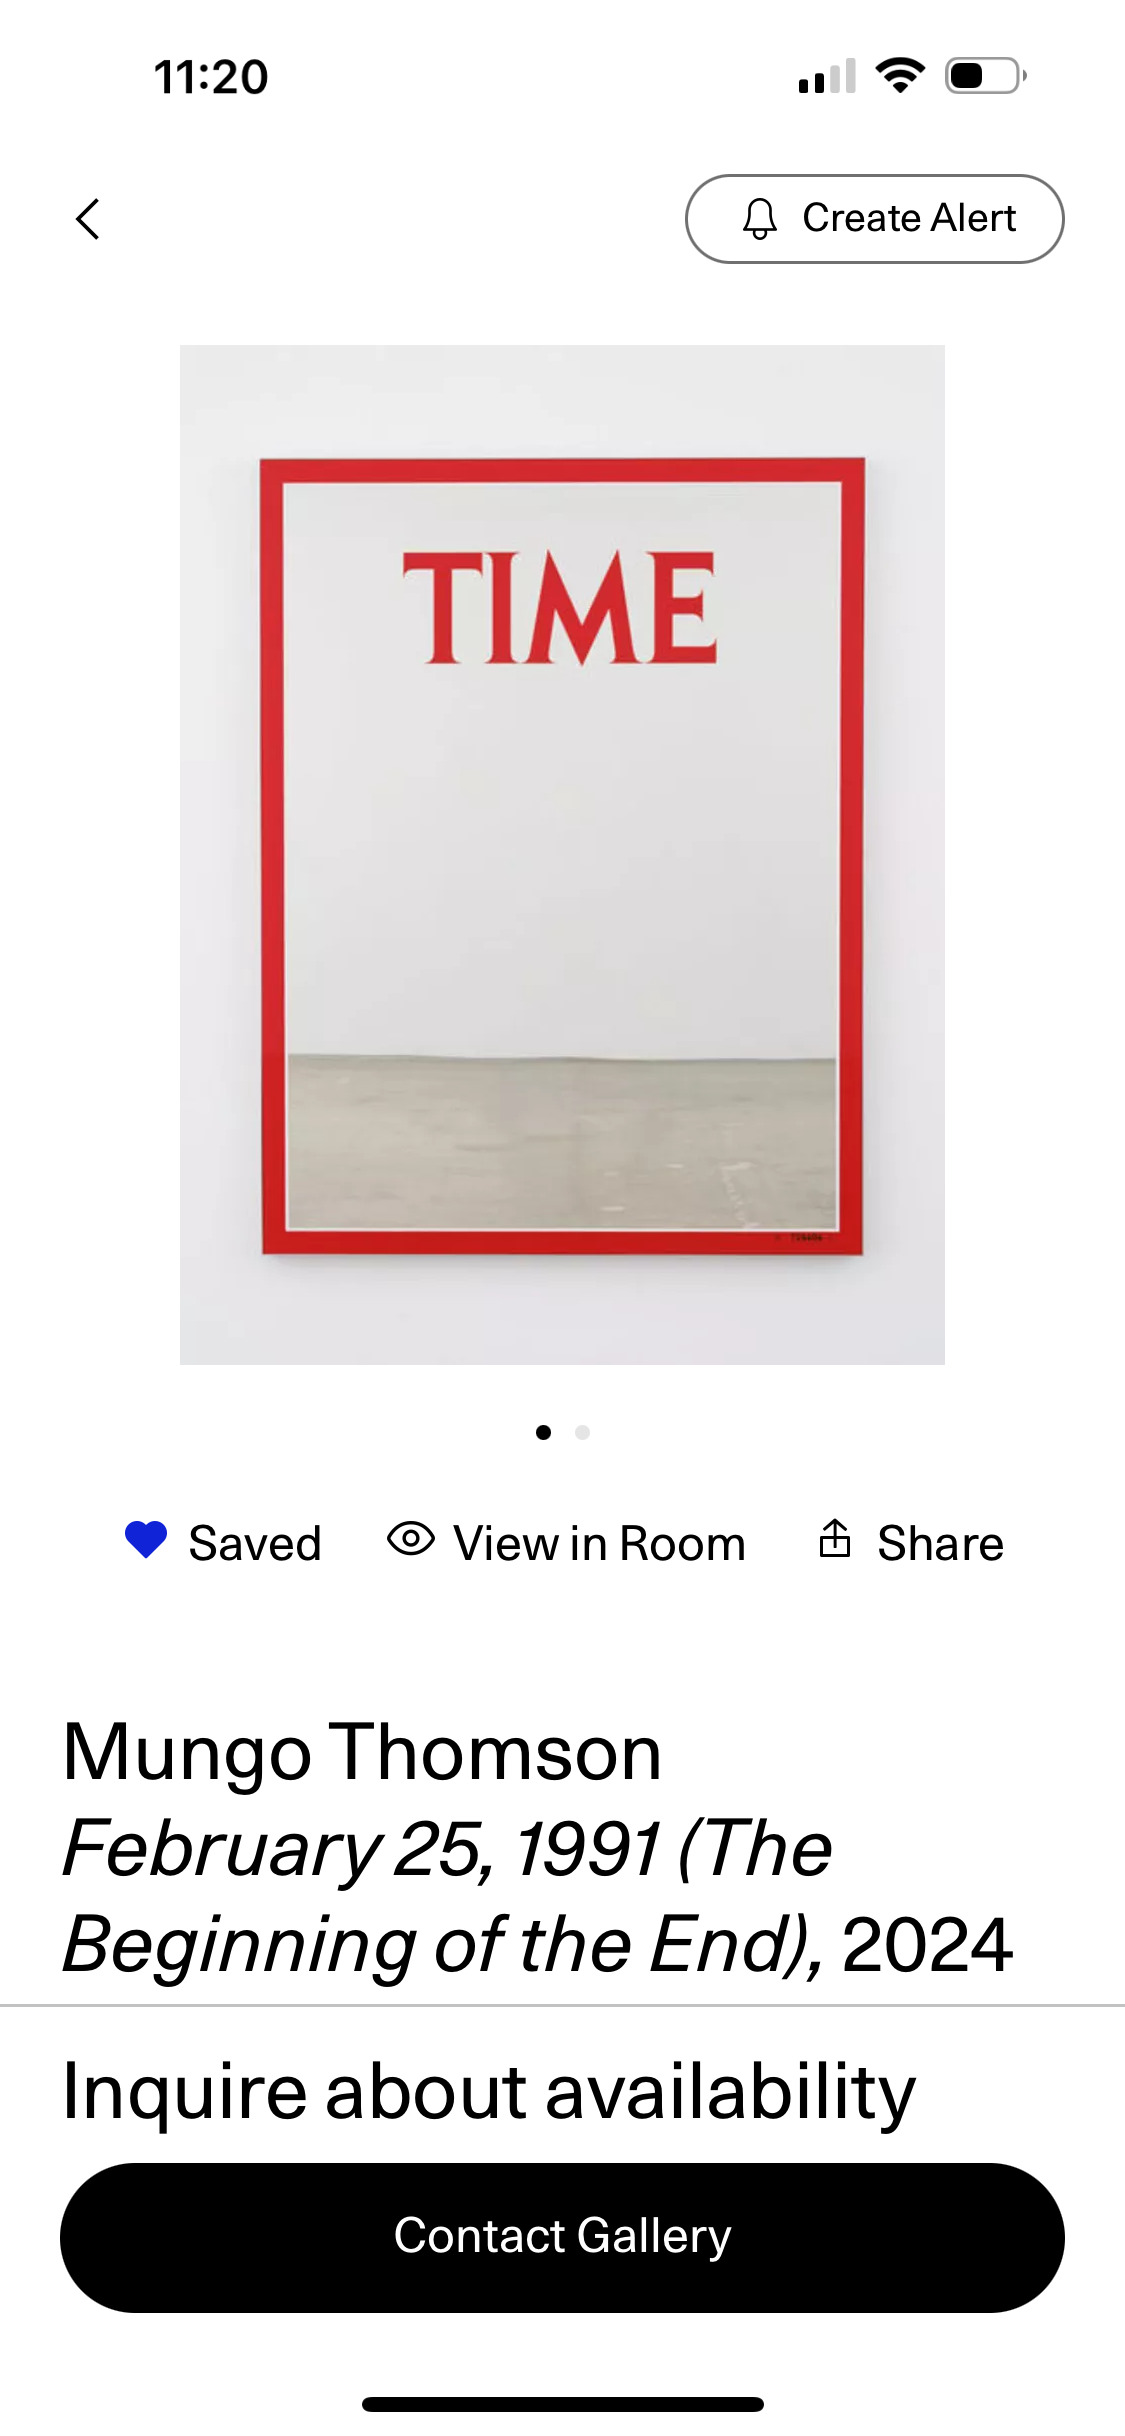 11:20
Create Alert
TIME
Saved
View in Room
Share
Mungo Thomson
February 25, 1991 (The
Beginning of the End), 2024
Inquire about availability
Contact Gallery